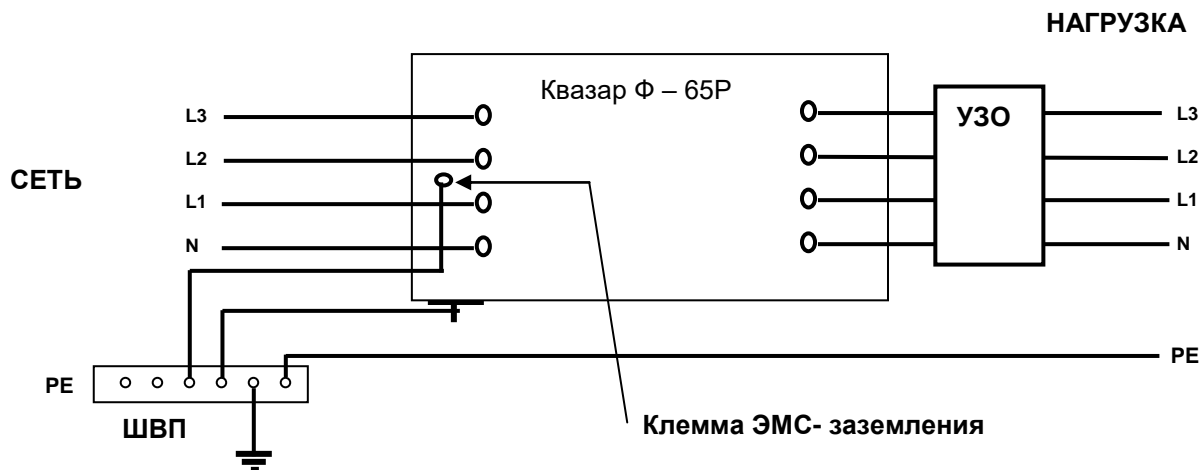 НАГРУЗКА
Квазар Ф – 65Р
УЗО
L3
L3
L2
L2
СЕТЬ
L1
L1
N
N
PE
PE
ШВП
Клемма ЭМС- заземления